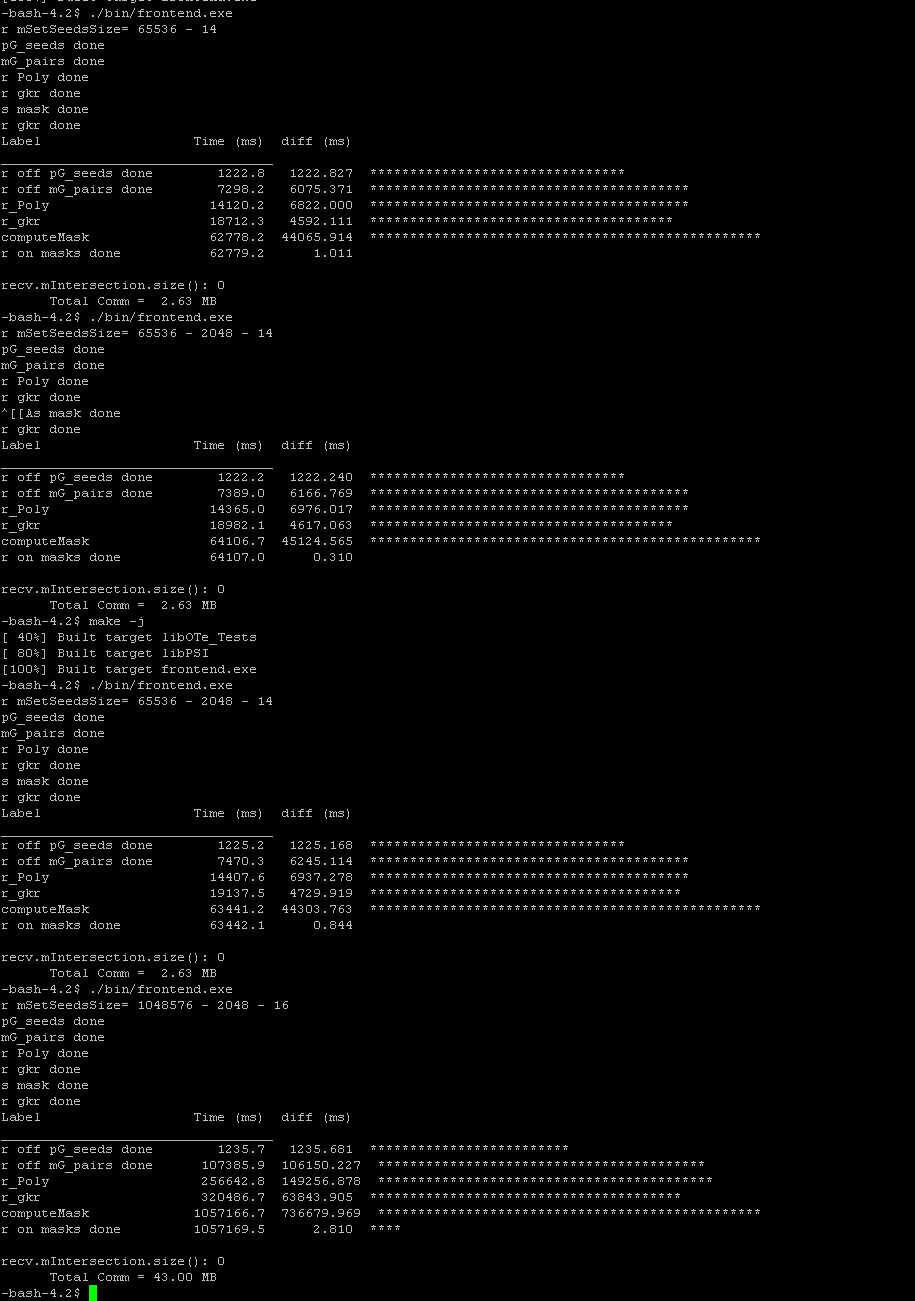 -bash-4.2$ ./bin/frontend.exe
r mSetSeedsSize= 65536 - 14
pG_seeds done
mG_pairs done
r Poly done
r gkr done
s mask done
r gkr done
Label                   Time (ms)  diff (ms)
__________________________________
r off pG_seeds done        1222.8   1222.827  ********************************
r off mG_pairs done        7298.2   6075.371  ****************************************
r_Poly                    14120.2   6822.000  ****************************************
r_gkr                     18712.3   4592.111  **************************************
computeMask               62778.2  44065.914  *************************************************
r on masks done           62779.2      1.011

recv.mIntersection.size(): 0
      Total Comm =  2.63 MB
-bash-4.2$ ./bin/frontend.exe
r mSetSeedsSize= 65536 - 2048 - 14
pG_seeds done
mG_pairs done
r Poly done
r gkr done
^[[As mask done
r gkr done
Label                   Time (ms)  diff (ms)
__________________________________
r off pG_seeds done        1222.2   1222.240  ********************************
r off mG_pairs done        7389.0   6166.769  ****************************************
r_Poly                    14365.0   6976.017  ****************************************
r_gkr                     18982.1   4617.063  **************************************
computeMask               64106.7  45124.565  *************************************************
r on masks done           64107.0      0.310

recv.mIntersection.size(): 0
      Total Comm =  2.63 MB
-bash-4.2$ make -j
[ 40%] Built target libOTe_Tests
[ 80%] Built target libPSI
[100%] Built target frontend.exe
-bash-4.2$ ./bin/frontend.exe
r mSetSeedsSize= 65536 - 2048 - 14
pG_seeds done
mG_pairs done
r Poly done
r gkr done
s mask done
r gkr done
Label                   Time (ms)  diff (ms)
__________________________________
r off pG_seeds done        1225.2   1225.168  ********************************
r off mG_pairs done        7470.3   6245.114  ****************************************
r_Poly                    14407.6   6937.278  ****************************************
r_gkr                     19137.5   4729.919  ***************************************
computeMask               63441.2  44303.763  *************************************************
r on masks done           63442.1      0.844

recv.mIntersection.size(): 0
      Total Comm =  2.63 MB
-bash-4.2$ ./bin/frontend.exe
r mSetSeedsSize= 1048576 - 2048 - 16
pG_seeds done
mG_pairs done
r Poly done
r gkr done
s mask done
r gkr done
Label                   Time (ms)  diff (ms)
__________________________________
r off pG_seeds done        1235.7   1235.681  *************************
r off mG_pairs done      107385.9  106150.227  *****************************************
r_Poly                   256642.8  149256.878  ******************************************
r_gkr                    320486.7  63843.905  ***************************************
computeMask              1057166.7  736679.969  ************************************************
r on masks done          1057169.5      2.810  ****

recv.mIntersection.size(): 0
      Total Comm = 43.00 MB
-bash-4.2$